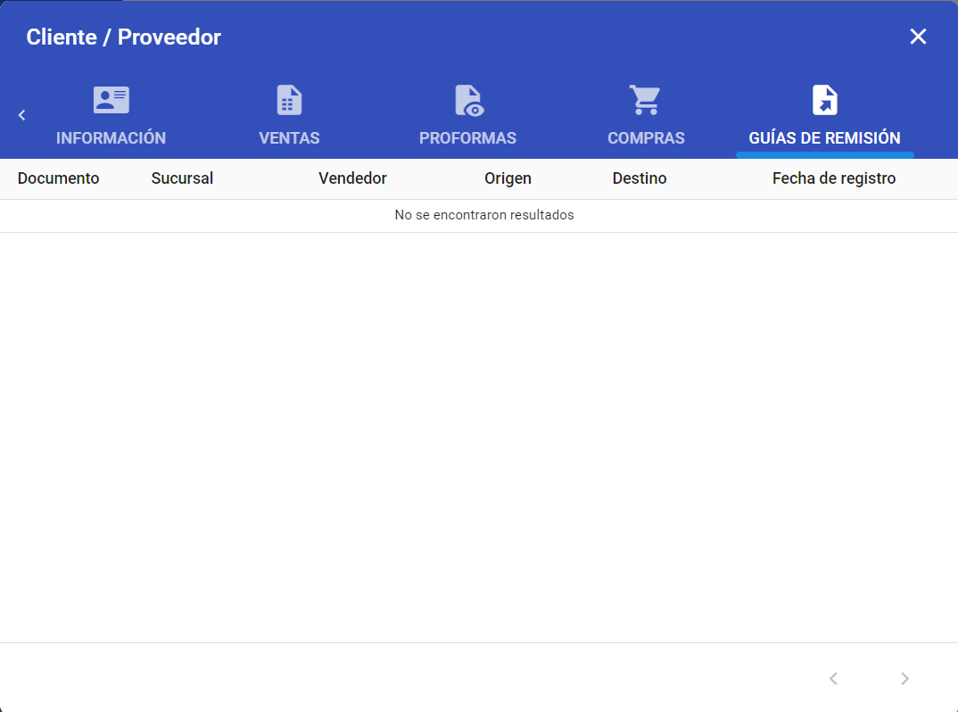 Cliente / Proveedor
INFORMACIÓN
VENTAS
PROFORMAS
COMPRAS
GUÍAS DE REMISIÓN
Documento Sucursal Vendedor Origen Destino Fecha de registro
No se encontraron resultados